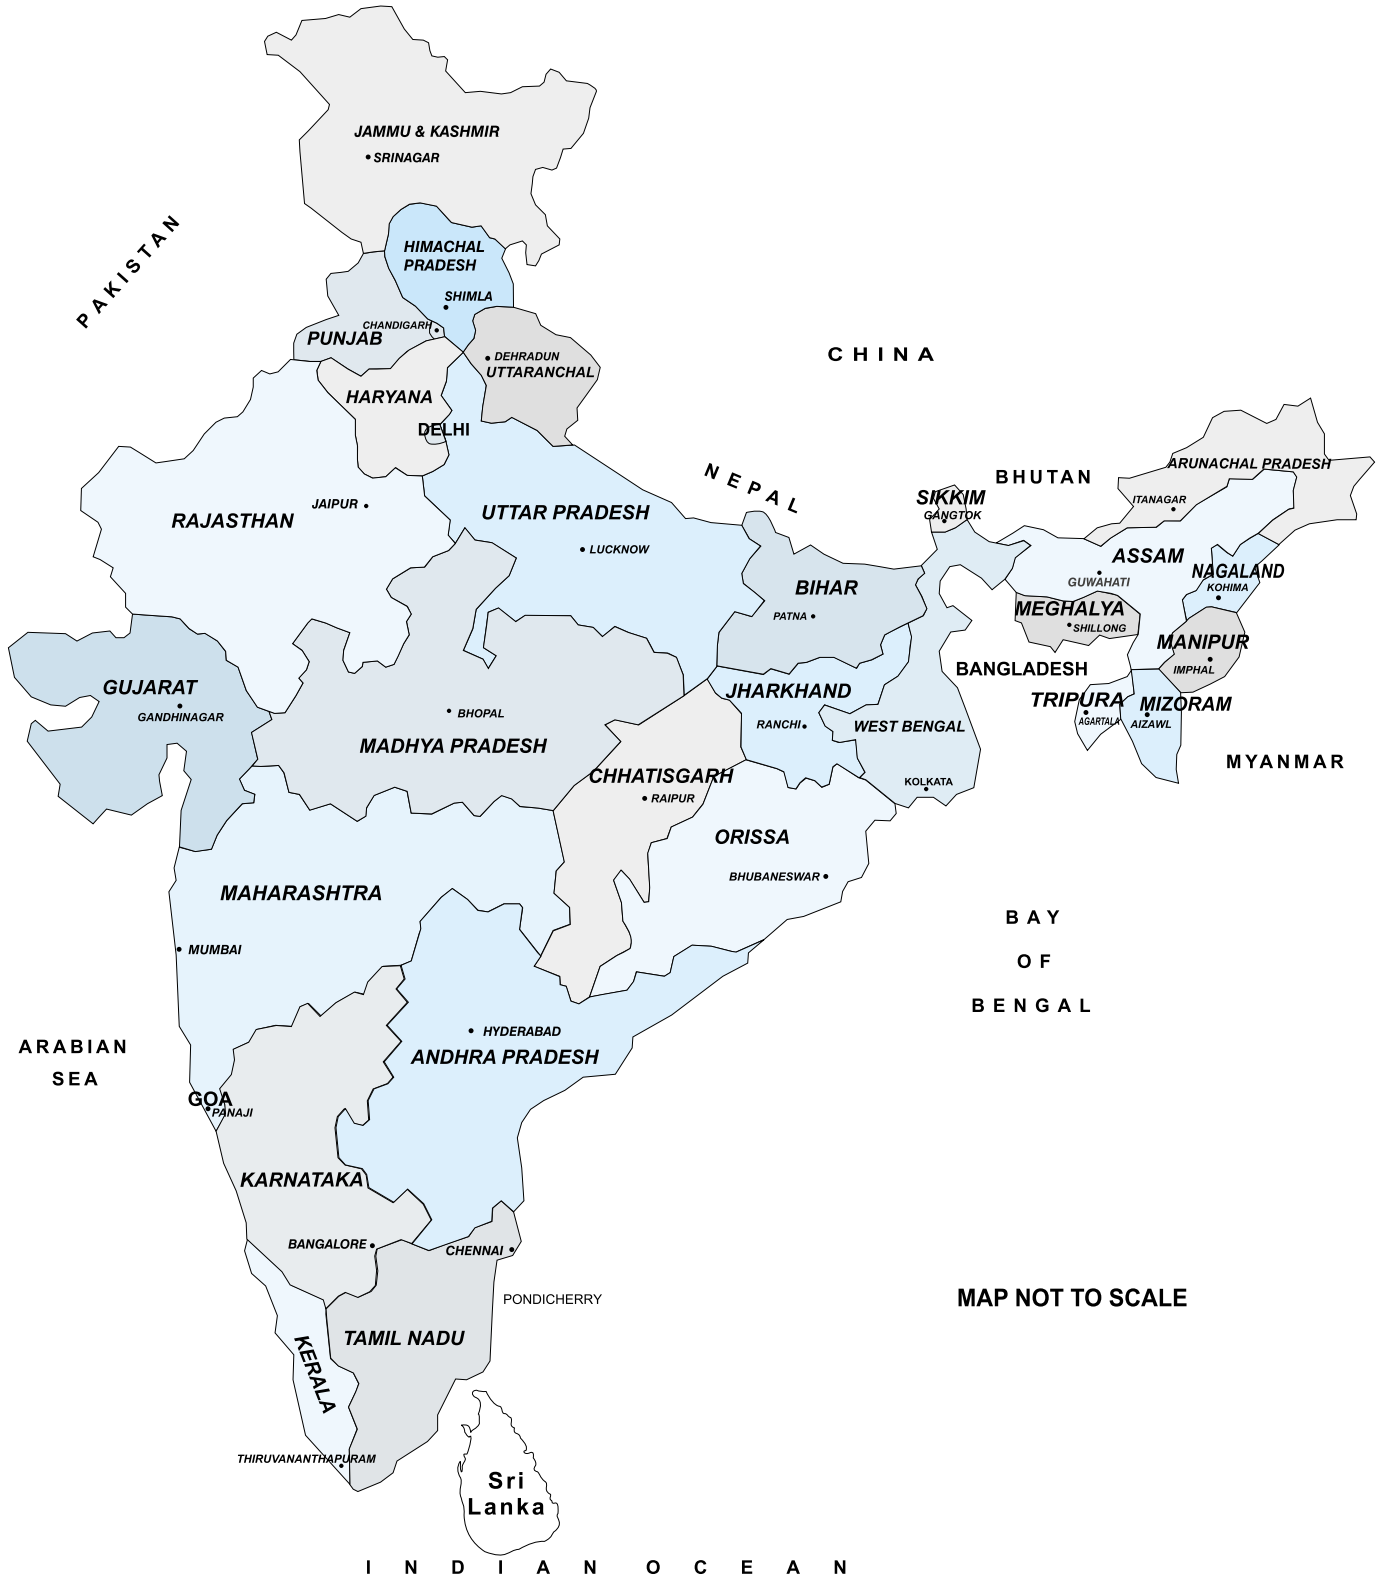 JAMMU & KASHMIR
SRINAGAR
PAKISTAN
HIMACHAL
PRADESH
SHIMLA
CHANDIGARH
PUNJAB
DEHRADUN
UTTARANCHAL
CHINA
HARYANA
DELHI
NEPAL
BHUTAN
ARUNACHAL PRADESH
ITANAGAR
SIKKIM
GANGTOK
JAIPUR
RAJASTHAN
UTTAR PRADESH
LUCKNOW
ASSAM
GUWAHATI
NAGALAND
KOHIMA
BIHAR
PATNA
MEGHALYA
SHILLONG
MANIPUR
IMPHAL
BANGLADESH
GUJARAT
GANDHINAGAR
BHOPAL
MADHYA PRADESH
JHARKHAND
RANCHI
WEST BENGAL
KOLKATA
TRIPURA
AGARTALA
MIZORAM
AIZAWL
MYANMAR
CHHATISGARH
RAIPUR
ORISSA
BHUBANESWAR
MAHARASHTRA
MUMBAI
BAY
OF
BENGAL
HYDERABAD
ANDHRA PRADESH
ARABIAN
SEA
GOA
PANAJI
KARNATAKA
BANGALORE
CHENNAI
PONDICHERRY
MAP NOT TO SCALE
TAMIL NADU
KERALA
THIRUVANANTHAPURAM
Sri
Lanka
INDIAN OCEAN